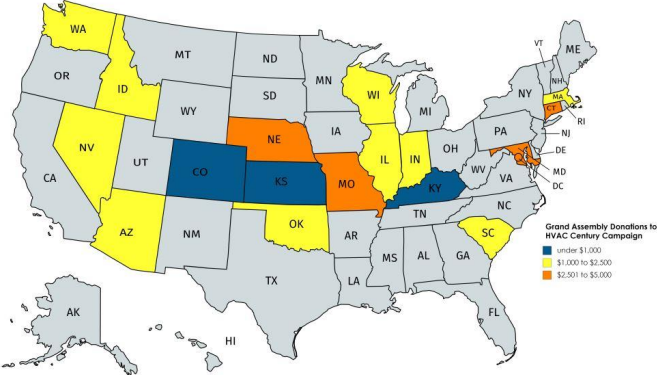 WA
MT
ND
MN
OR
ID
SD
WI
WY
MI
IA
NE
NV
UT
CO
KS
CA
IL
IN
OH
MO
KY
WV
VA
PA
NY
VT
NH
ME
MA
CT
RI
NJ
DE
MD
DC
AZ
NM
OK
AR
TN
NC
SC
MS
AL
GA
TX
LA
FL
AK
HI
Grand Assembly Donations to
HVAC Century Campaign
under $1,000
$1,000 to $2,500
$2,501 to $5,000